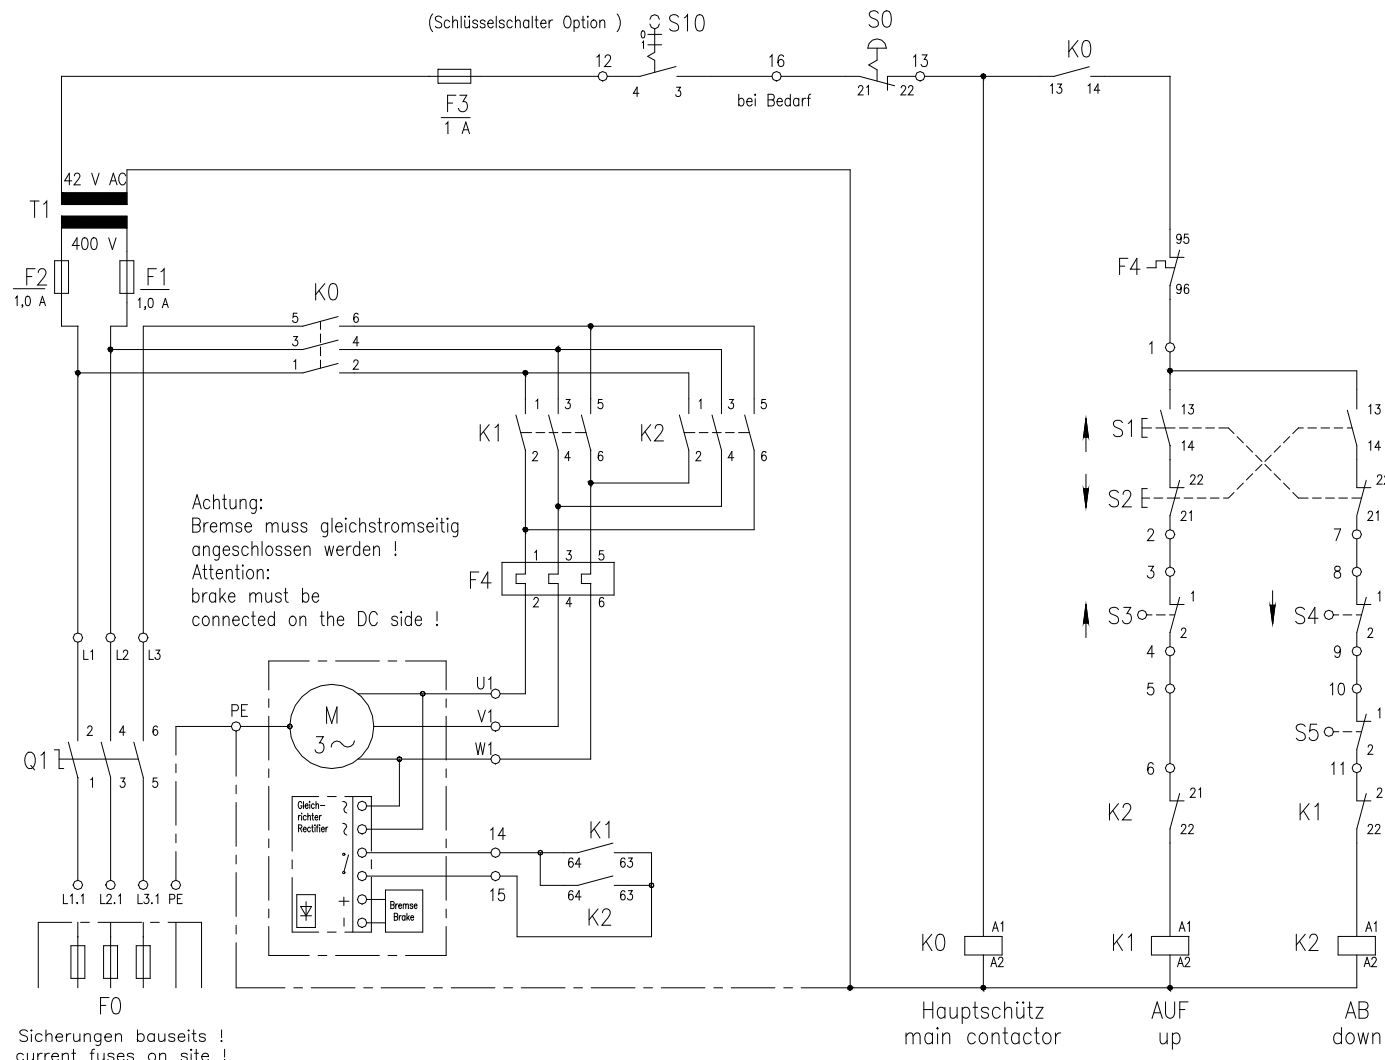 (Schlüsselschalter Option )
0
1
S10
S0
12
16
13
K0
4
3
bei Bedarf
21
22
13
14
F3
1 A
42 V AC
T1
400 V
F2
1,0 A
F1
1,0 A
K0
5
6
3
4
1
2
95
F4
96
1
K1
1
3
5
2
4
6
K2
1
3
5
2
4
6
S1
13
14
13
14
S2
22
21
22
21
Achtung:
Bremse muss gleichstromseitig
angeschlossen werden !
Attention:
brake must be
connected on the DC side !
F4
1
3
5
2
4
6
2
7
3
8
S3
1
2
S4
1
2
4
9
5
10
S5
1
2
6
11
L1
L2
L3
PE
M
3~
U1
V1
W1
Q1
2
4
6
1
3
5
Gleich-
richter
Rectifier
~
~
+
−
Bremse
Brake
14
15
K1
64
63
64
63
K2
K2
21
22
K1
2
22
L1.1
L2.1
L3.1
PE
K0
A1
A2
K1
A1
A2
K2
A1
A2
F0
Sicherungen bauseits !
current fuses on site !
Hauptschütz
main contactor
AUF
up
AB
down